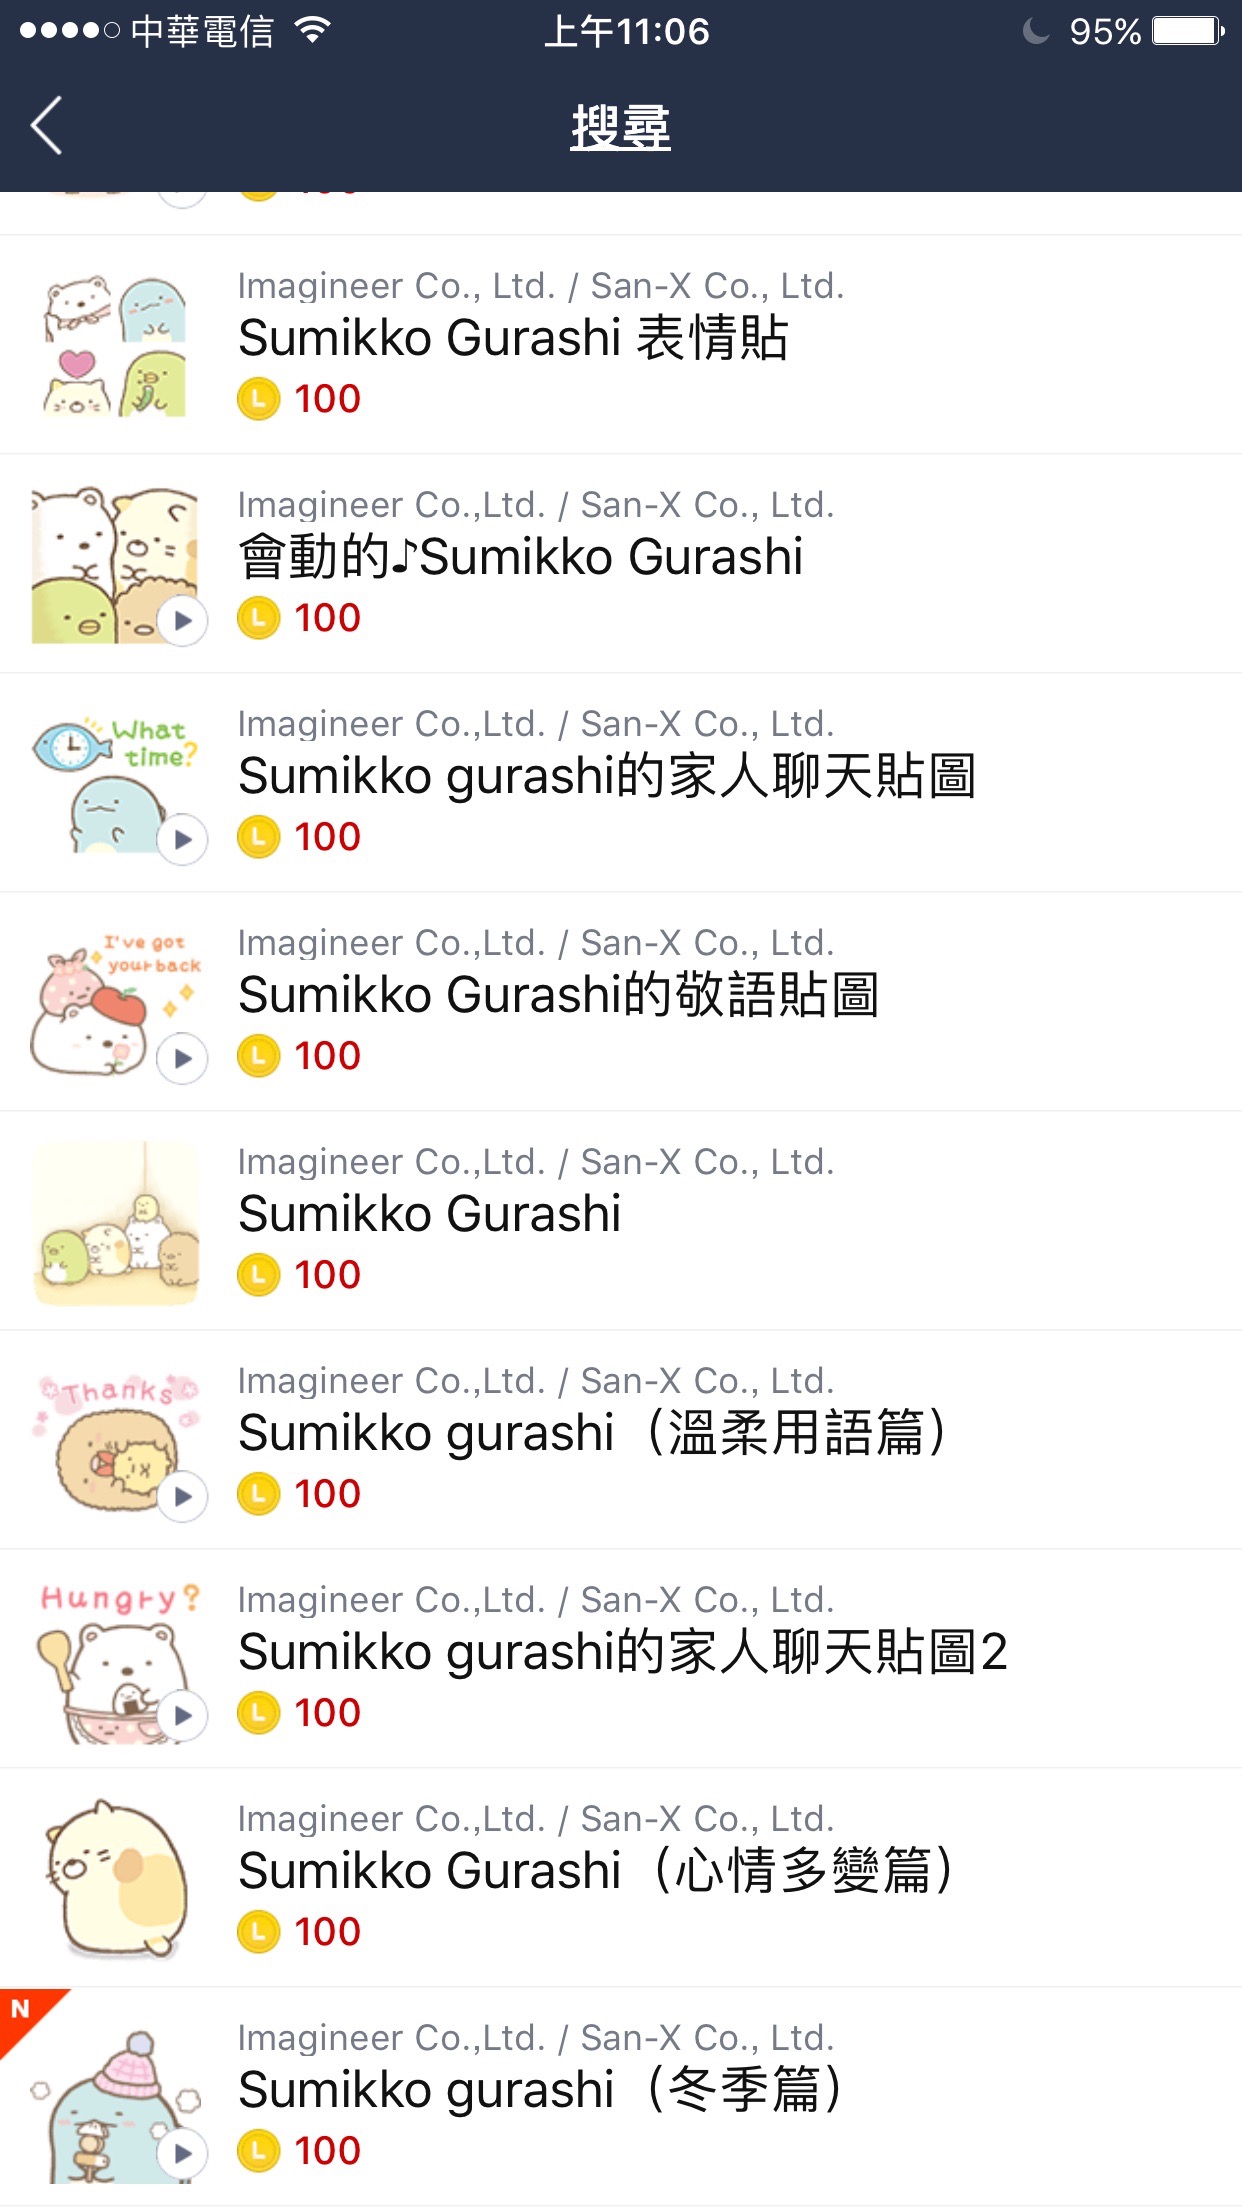 中華電信 上午11:06 95%
搜尋
Imagineer Co., Ltd. / San-X Co., Ltd.
Sumikko Gurashi 表情貼
L 100
Imagineer Co.,Ltd. / San-X Co., Ltd.
會動的♪Sumikko Gurashi
L 100
What time?
Imagineer Co.,Ltd. / San-X Co., Ltd.
Sumikko gurashi的家人聊天貼圖
L 100
I've got your back
Imagineer Co.,Ltd. / San-X Co., Ltd.
Sumikko Gurashi的敬語貼圖
L 100
Imagineer Co.,Ltd. / San-X Co., Ltd.
Sumikko Gurashi
L 100
Thanks
Imagineer Co.,Ltd. / San-X Co., Ltd.
Sumikko gurashi（溫柔用語篇）
L 100
Hungry?
Imagineer Co.,Ltd. / San-X Co., Ltd.
Sumikko gurashi的家人聊天貼圖2
L 100
Imagineer Co.,Ltd. / San-X Co., Ltd.
Sumikko Gurashi（心情多變篇）
L 100
N
Imagineer Co.,Ltd. / San-X Co., Ltd.
Sumikko gurashi（冬季篇）
L 100